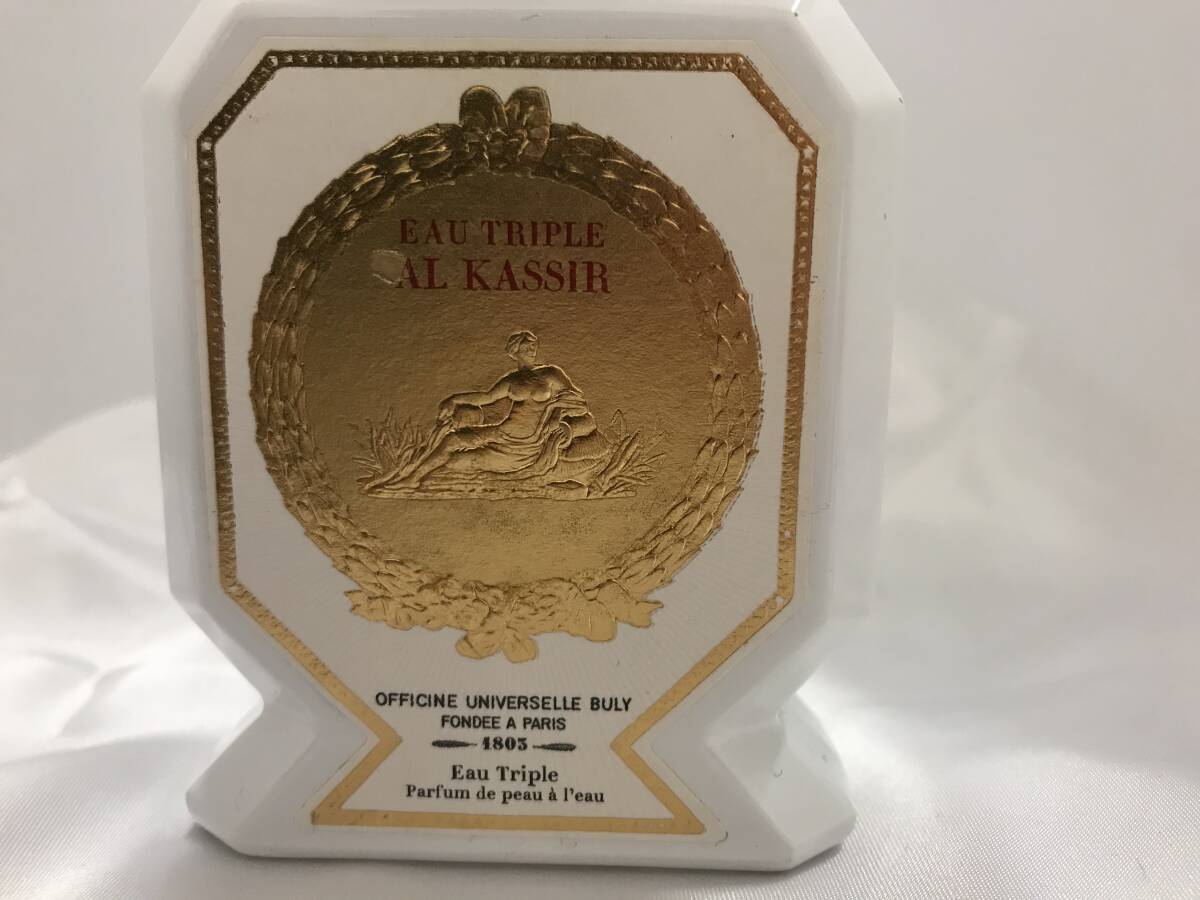 EAU TRIPLE
AL KASSIR
OFFICINE UNIVERSELLE BULY
FONDEE A PARIS
1803
Eau Triple
Parfum de peau à l'eau